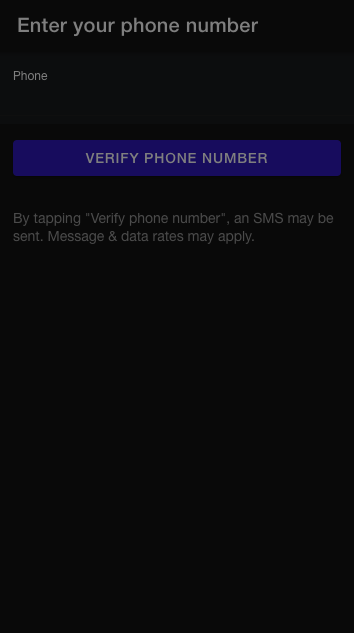 Enter your phone number
Phone
VERIFY PHONE NUMBER
By tapping "Verify phone number", an SMS may be
sent. Message & data rates may apply.